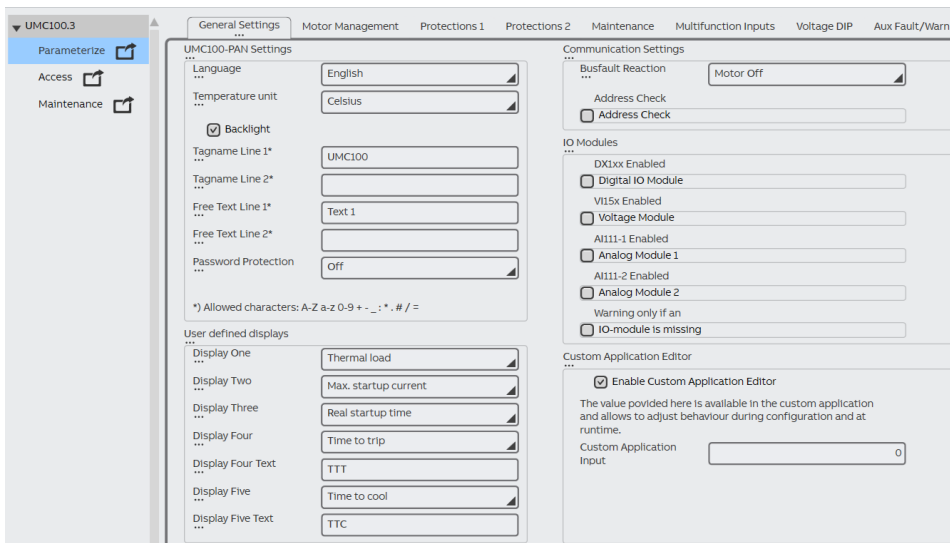 UMC100.3
Parameterize
Access
Maintenance
General Settings
Motor Management
Protections 1
Protections 2
Maintenance
Multifunction Inputs
Voltage DIP
Aux Fault/Warn
UMC100-PAN Settings
Language
English
Temperature unit
Celsius
Backlight
Tagname Line 1*
UMC100
Tagname Line 2*
Free Text Line 1*
Text 1
Free Text Line 2*
Password Protection
Off
*) Allowed characters: A-Z a-z 0-9 + - _ : * . # / =
User defined displays
Display One
Thermal load
Display Two
Max. startup current
Display Three
Real startup time
Display Four
Time to trip
Display Four Text
TTT
Display Five
Time to cool
Display Five Text
TTC
Communication Settings
Busfault Reaction
Motor Off
Address Check
Address Check
IO Modules
DX1xx Enabled
Digital IO Module
VI15x Enabled
Voltage Module
AI111-1 Enabled
Analog Module 1
AI111-2 Enabled
Analog Module 2
Warning only if an
IO-module is missing
Custom Application Editor
Enable Custom Application Editor
The value povided here is available in the custom application
and allows to adjust behaviour during configuration and at
runtime.
Custom Application
Input
0